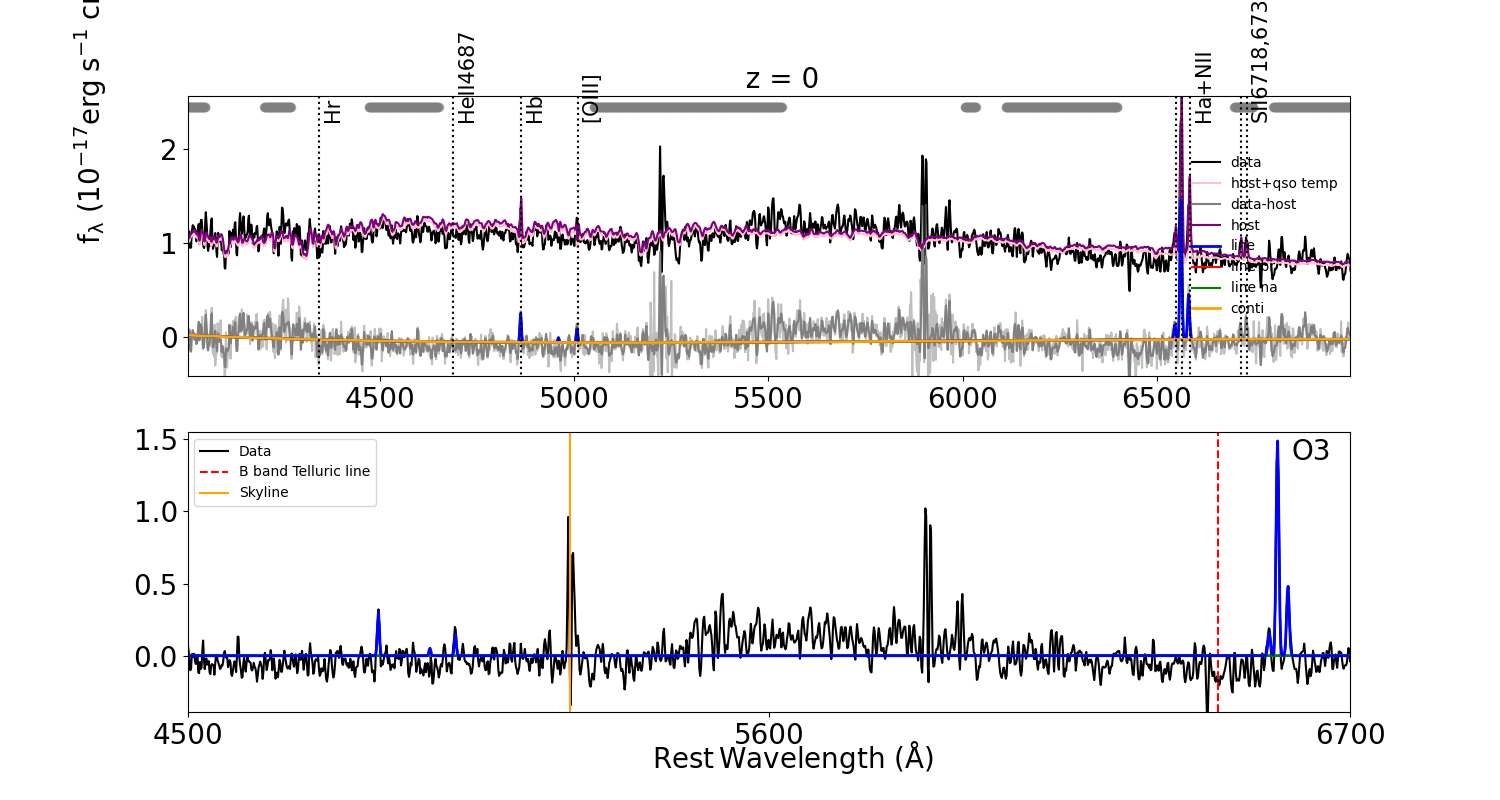 z = 0
Hr
HeII4687
Hb
[OIII]
Ha+NII
SII6718,673
fλ (10⁻¹⁷erg s⁻¹
2
1
0
data
host+qso temp
data-host
host
line
line br
line na
conti
4500 5000 5500 6000 6500
1.5
1.0
0.5
0.0
Data
B band Telluric line
Skyline
O3
4500 5600 6700
Rest Wavelength (Å)